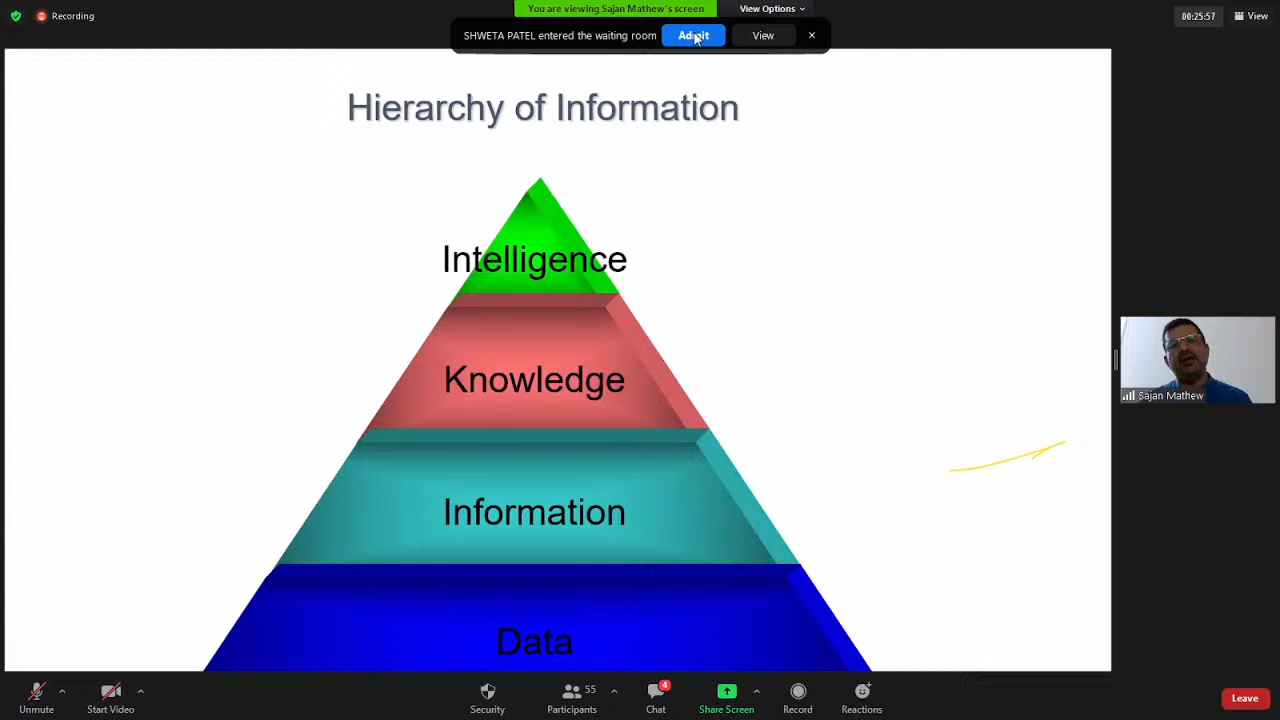 Recording
You are viewing Sajan Mathew's screen
View Options
00:25:57
View
SHWETA PATEL entered the waiting room
Admit
View
Hierarchy of Information
Intelligence
Knowledge
Information
Data
Sajan Mathew
Unmute
Start Video
Security
55
Participants
4
Chat
Share Screen
Record
Reactions
Leave